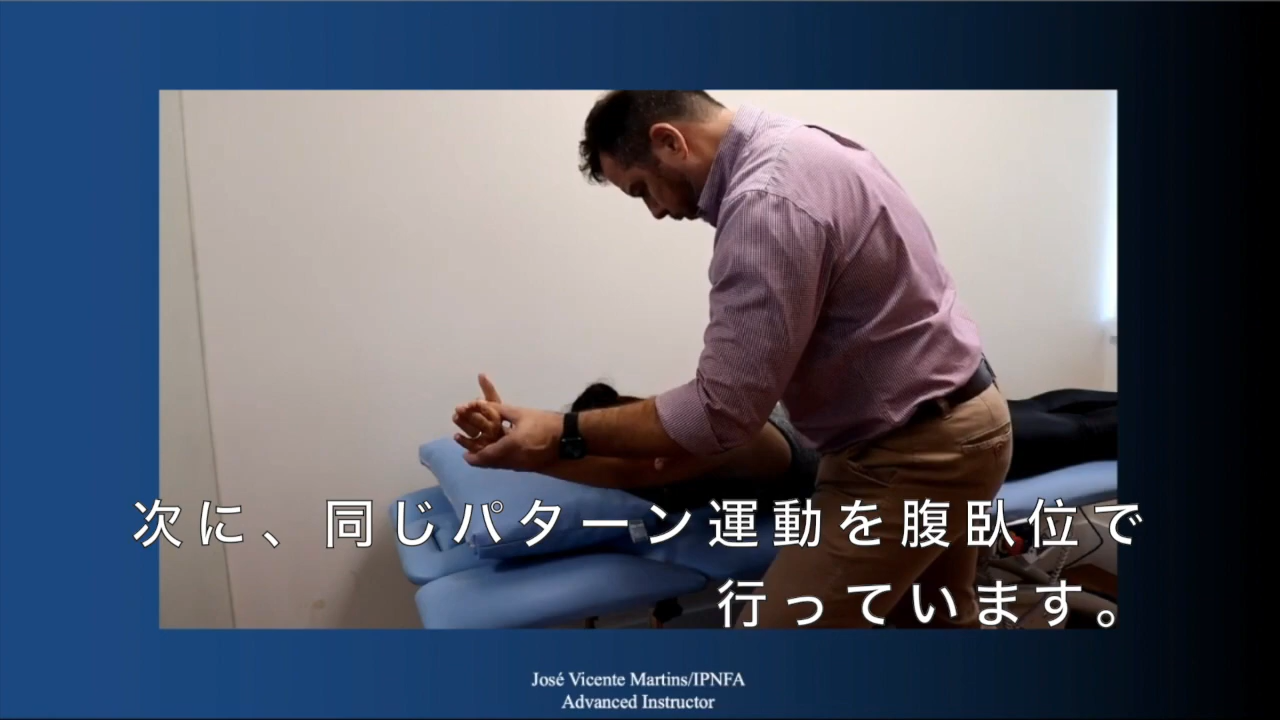 次に、同じパターン運動を腹臥位で
行っています。
José Vicente Martins/IPNFA
Advanced Instructor